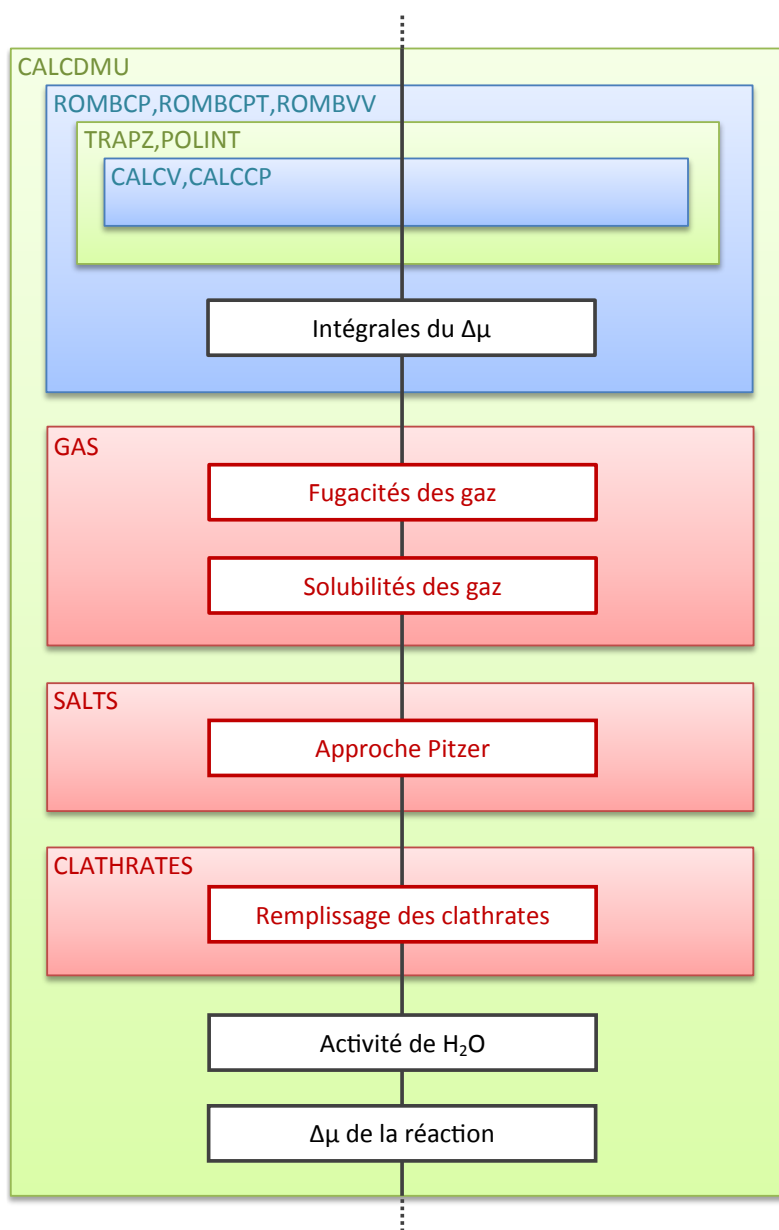 CALCDMU
ROMBCP,ROMBCPT,ROMBVV
TRAPZ,POLINT
CALCV,CALCCP
Intégrales du Δμ
GAS
Fugacités des gaz
Solubilités des gaz
SALTS
Approche Pitzer
CLATHRATES
Remplissage des clathrates
Activité de H₂O
Δμ de la réaction